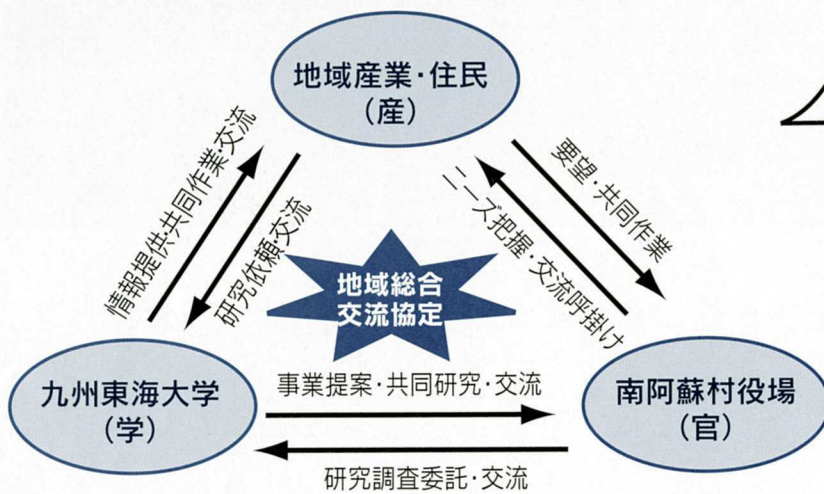 地域産業・住民
(産)
情報提供・共同作業・交流
研究依頼・交流
要望・共同作業
ニーズ把握・交流呼掛け
地域総合
交流協定
九州東海大学
(学)
事業提案・共同研究・交流
南阿蘇村役場
(官)
研究調査委託・交流